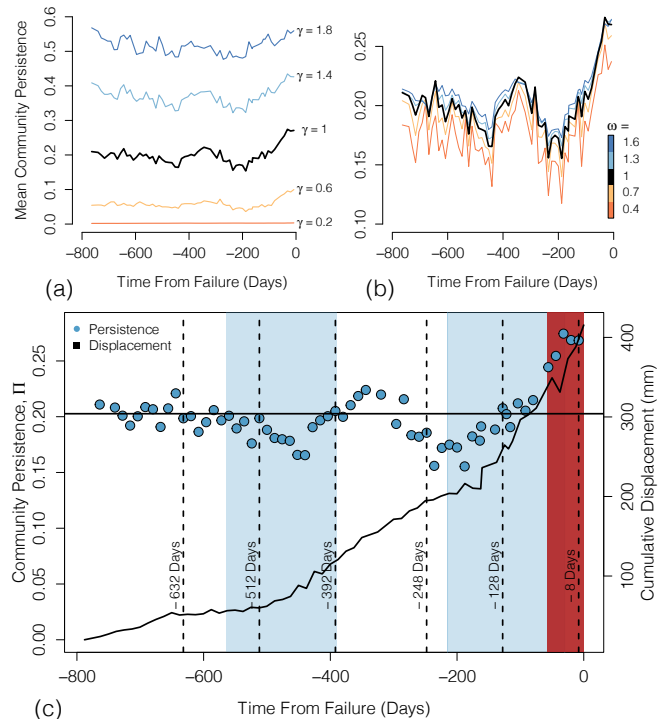 Mean Community Persistence
0.6
0.5
0.4
0.3
0.2
0.1
0.0
γ = 1.8
γ = 1.4
γ = 1
γ = 0.6
γ = 0.2
−800 −600 −400 −200 0
Time From Failure (Days)
(a)
0.25
0.20
0.15
0.10
ω =
1.6
1.3
1
0.7
0.4
−800 −600 −400 −200 0
Time From Failure (Days)
(b)
Persistence
Displacement
Community Persistence, Π
0.25
0.20
0.15
0.10
0.05
0.00
− 632 Days
− 512 Days
− 392 Days
− 248 Days
− 128 Days
− 8 Days
400
300
200
100
Cumulative Displacement (mm)
−800 −600 −400 −200 0
Time From Failure (Days)
(c)